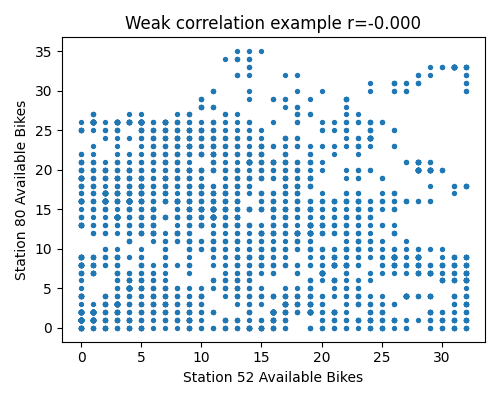 Weak correlation example r=-0.000
Station 80 Available Bikes
35
30
25
20
15
10
5
0
0 5 10 15 20 25 30
Station 52 Available Bikes